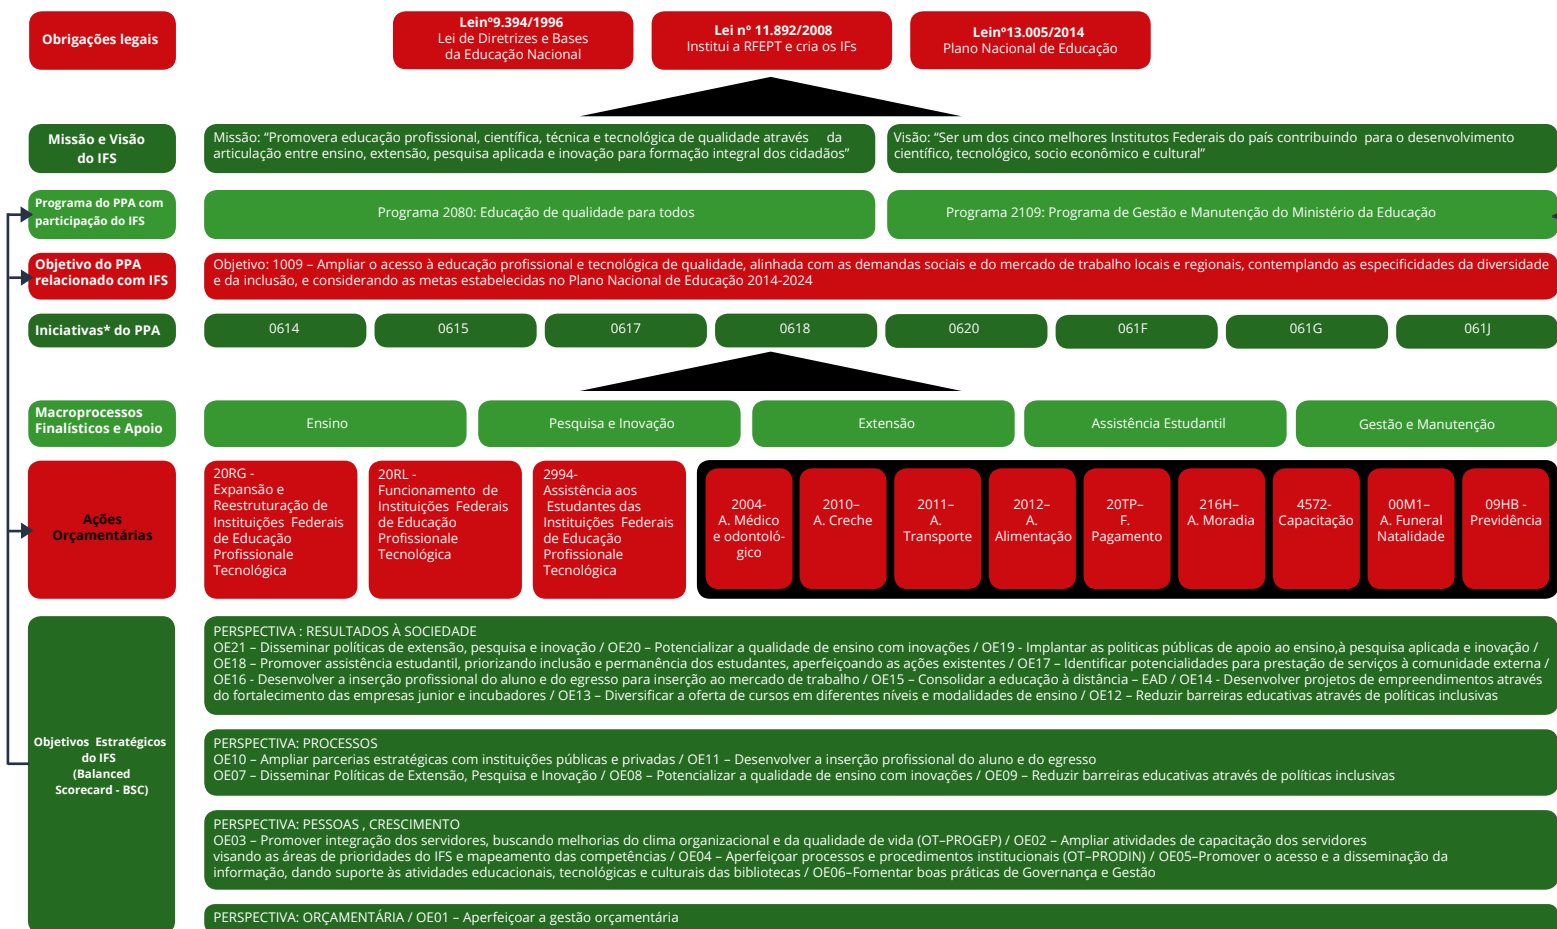 Obrigações legais
Leinº9.394/1996
Lei de Diretrizes e Bases
da Educação Nacional
Lei nº 11.892/2008
Institui a RFEPT e cria os IFs
Leinº13.005/2014
Plano Nacional de Educação
Missão e Visão
do IFS
Missão: “Promovera educação profissional, científica, técnica e tecnológica de qualidade através da
articulação entre ensino, extensão, pesquisa aplicada e inovação para formação integral dos cidadãos”
Visão: “Ser um dos cinco melhores Institutos Federais do país contribuindo para o desenvolvimento
científico, tecnológico, socio econômico e cultural”
Programa do PPA com
participação do IFS
Programa 2080: Educação de qualidade para todos
Programa 2109: Programa de Gestão e Manutenção do Ministério da Educação
Objetivo do PPA
relacionado com IFS
Objetivo: 1009 – Ampliar o acesso à educação profissional e tecnológica de qualidade, alinhada com as demandas sociais e do mercado de trabalho locais e regionais, contemplando as especificidades da diversidade
e da inclusão, e considerando as metas estabelecidas no Plano Nacional de Educação 2014-2024
Iniciativas* do PPA
0614
0615
0617
0618
0620
061F
061G
061J
Macroprocessos
Finalísticos e Apoio
Ensino
Pesquisa e Inovação
Extensão
Assistência Estudantil
Gestão e Manutenção
Ações
Orçamentárias
20RG -
Expansão e
Reestruturação de
Instituições Federais
de Educação
Profissionale
Tecnológica
20RL -
Funcionamento de
Instituições Federais
de Educação
Profissionale
Tecnológica
2994-
Assistência aos
Estudantes das
Instituições Federais
de Educação
Profissionale
Tecnológica
2004-
A. Médico
e odontoló-
gico
2010–
A. Creche
2011–
A.
Transporte
2012–
A.
Alimentação
20TP–
F.
Pagamento
216H–
A. Moradia
4572-
Capacitação
00M1–
A. Funeral
Natalidade
09HB -
Previdência
Objetivos Estratégicos
do IFS
(Balanced
Scorecard - BSC)
PERSPECTIVA : RESULTADOS À SOCIEDADE
OE21 – Disseminar políticas de extensão, pesquisa e inovação / OE20 – Potencializar a qualidade de ensino com inovações / OE19 - Implantar as politicas públicas de apoio ao ensino,à pesquisa aplicada e inovação /
OE18 – Promover assistência estudantil, priorizando inclusão e permanência dos estudantes, aperfeiçoando as ações existentes / OE17 – Identificar potencialidades para prestação de serviços à comunidade externa /
OE16 - Desenvolver a inserção profissional do aluno e do egresso para inserção ao mercado de trabalho / OE15 – Consolidar a educação à distância – EAD / OE14 - Desenvolver projetos de empreendimentos através
do fortalecimento das empresas junior e incubadores / OE13 – Diversificar a oferta de cursos em diferentes níveis e modalidades de ensino / OE12 – Reduzir barreiras educativas através de políticas inclusivas
PERSPECTIVA: PROCESSOS
OE10 – Ampliar parcerias estratégicas com instituições públicas e privadas / OE11 – Desenvolver a inserção profissional do aluno e do egresso
OE07 – Disseminar Políticas de Extensão, Pesquisa e Inovação / OE08 – Potencializar a qualidade de ensino com inovações / OE09 – Reduzir barreiras educativas através de políticas inclusivas
PERSPECTIVA: PESSOAS , CRESCIMENTO
OE03 – Promover integração dos servidores, buscando melhorias do clima organizacional e da qualidade de vida (OT–PROGEP) / OE02 – Ampliar atividades de capacitação dos servidores
visando as áreas de prioridades do IFS e mapeamento das competências / OE04 – Aperfeiçoar processos e procedimentos institucionais (OT–PRODIN) / OE05–Promover o acesso e a disseminação da
informação, dando suporte às atividades educacionais, tecnológicas e culturais das bibliotecas / OE06–Fomentar boas práticas de Governança e Gestão
PERSPECTIVA: ORÇAMENTÁRIA / OE01 – Aperfeiçoar a gestão orçamentária